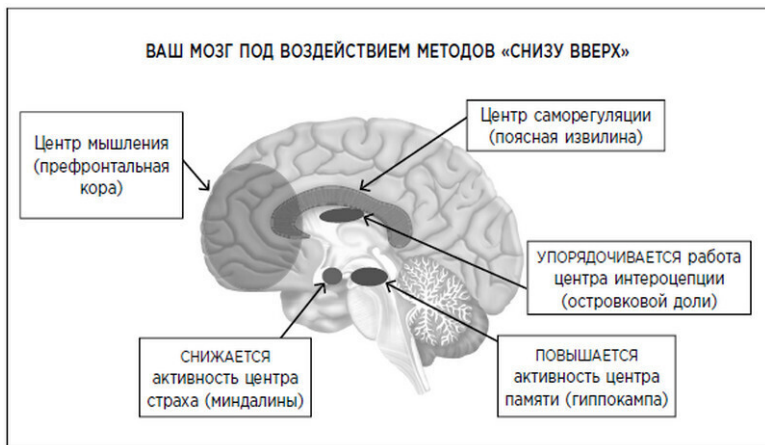 ВАШ МОЗГ ПОД ВОЗДЕЙСТВИЕМ МЕТОДОВ «СНИЗУ ВВЕРХ»
Центр мышления
(префронтальная
кора)
Центр саморегуляции
(поясная извилина)
УПОРЯДОЧИВАЕТСЯ работа
центра интероцепции
(островковой доли)
СНИЖАЕТСЯ
активность центра
страха (миндалины)
ПОВЫШАЕТСЯ
активность центра
памяти (гиппокампа)